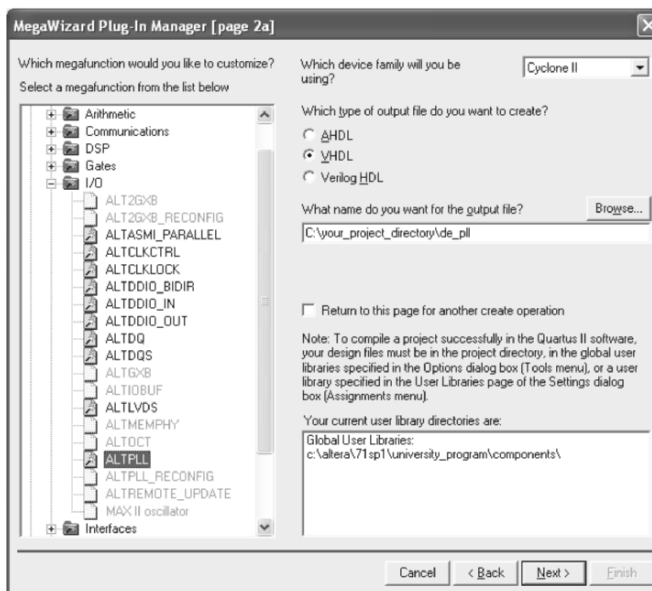 MegaWizard Plug-In Manager [page 2a]
Which megafunction would you like to customize?
Select a megafunction from the list below
Arithmetic
Communications
DSP
Gates
I/O
ALT2GXB
ALT2GXB_RECONFIG
ALTASMI_PARALLEL
ALTCLKCTRL
ALTCLKLOCK
ALTDDIO_BIDIR
ALTDDIO_IN
ALTDDIO_OUT
ALTDQ
ALTDQS
ALTGXB
ALTIOBUF
ALTLVDS
ALTMEMPHY
ALTOCT
ALTPLL
ALTPLL_RECONFIG
ALTREMOTE_UPDATE
MAX II oscillator
Interfaces
Which device family will you be
using?
Cyclone II
Which type of output file do you want to create?
AHDL
VHDL
Verilog HDL
What name do you want for the output file?
Browse...
C:\your_project_directory\de_pll
Return to this page for another create operation
Note: To compile a project successfully in the Quartus II software,
your design files must be in the project directory, in the global user
libraries specified in the Options dialog box (Tools menu), or a user
library specified in the User Libraries page of the Settings dialog
box (Assignments menu).
Your current user library directories are:
Global User Libraries:
c:\altera\71sp1\university_program\components\
Cancel
< Back
Next >
Finish